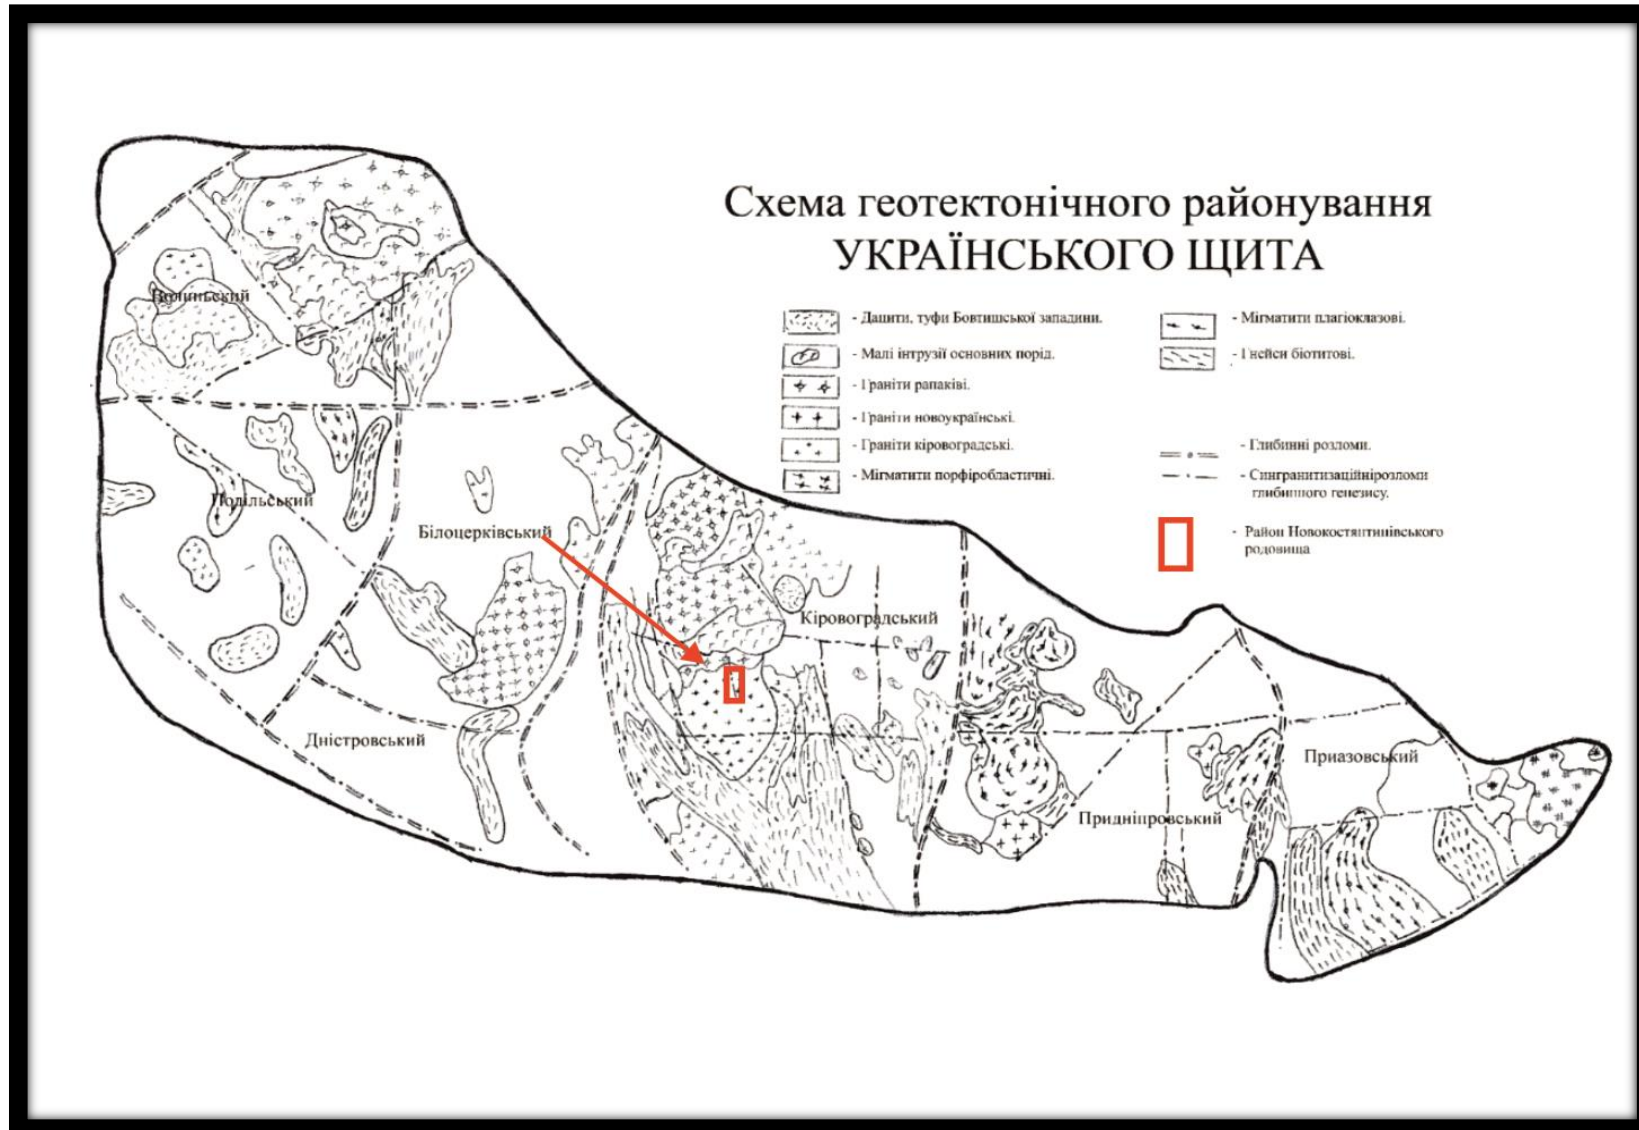 Схема геотектонічного районування
УКРАЇНСЬКОГО ЩИТА
- Дацити, туфи Бовтишської западини.
- Малі інтрузії основних порід.
- Граніти рапаківі.
- Граніти новоукраїнські.
- Граніти кіровоградські.
- Мігматити порфіробластичні.
- Мігматити плагіоклазові.
- Гнейси біотитові.
- Глибинні розломи.
- Сингранитизаційнірозломи
глибинного генезису.
- Район Новокостянтинівського
родовища
Волинський
Подільський
Білоцерківський
Кіровоградський
Дністровський
Придніпровський
Приазовський